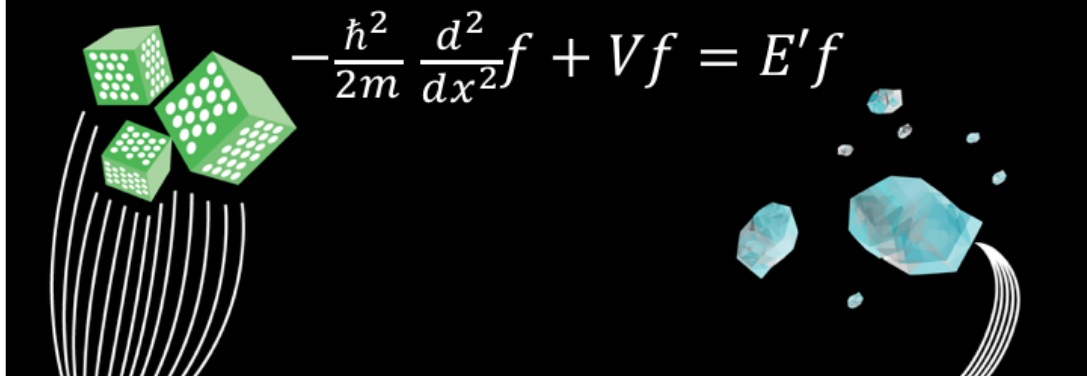 −ħ²/2m d²/dx² f + Vf = E′f